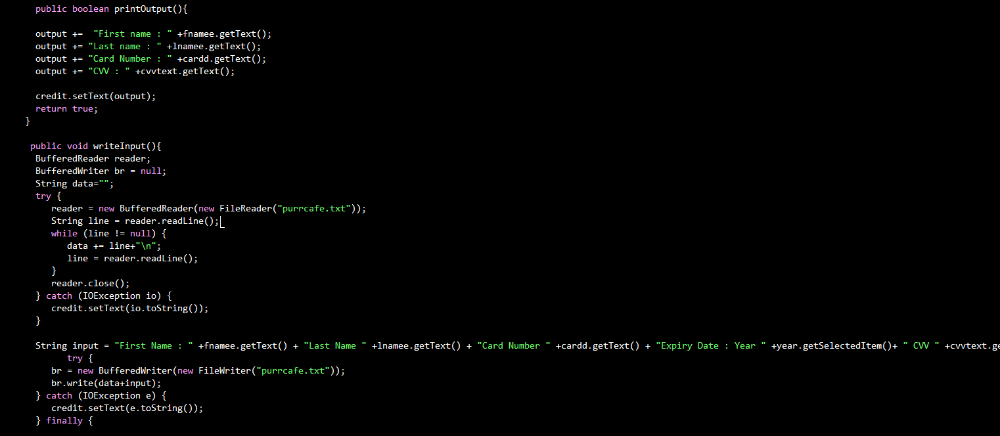 public boolean printOutput(){
output +=  "First name : " +fnamee.getText();
output += "Last name : " +lnamee.getText();
output += "Card Number : " +cardd.getText();
output += "CVV : " +cvvtext.getText();
credit.setText(output);
return true;
}
public void writeInput(){
BufferedReader reader;
BufferedWriter br = null;
String data="";
try {
reader = new BufferedReader(new FileReader("purrcafe.txt"));
String line = reader.readLine();
while (line != null) {
data += line+"\n";
line = reader.readLine();
}
reader.close();
} catch (IOException io) {
credit.setText(io.toString());
}
String input = "First Name : " +fnamee.getText() + "Last Name " +lnamee.getText() + "Card Number " +cardd.getText() + "Expiry Date : Year " +year.getSelectedItem()+ " CVV " +cvvtext.ge
try {
br = new BufferedWriter(new FileWriter("purrcafe.txt"));
br.write(data+input);
} catch (IOException e) {
credit.setText(e.toString());
} finally {